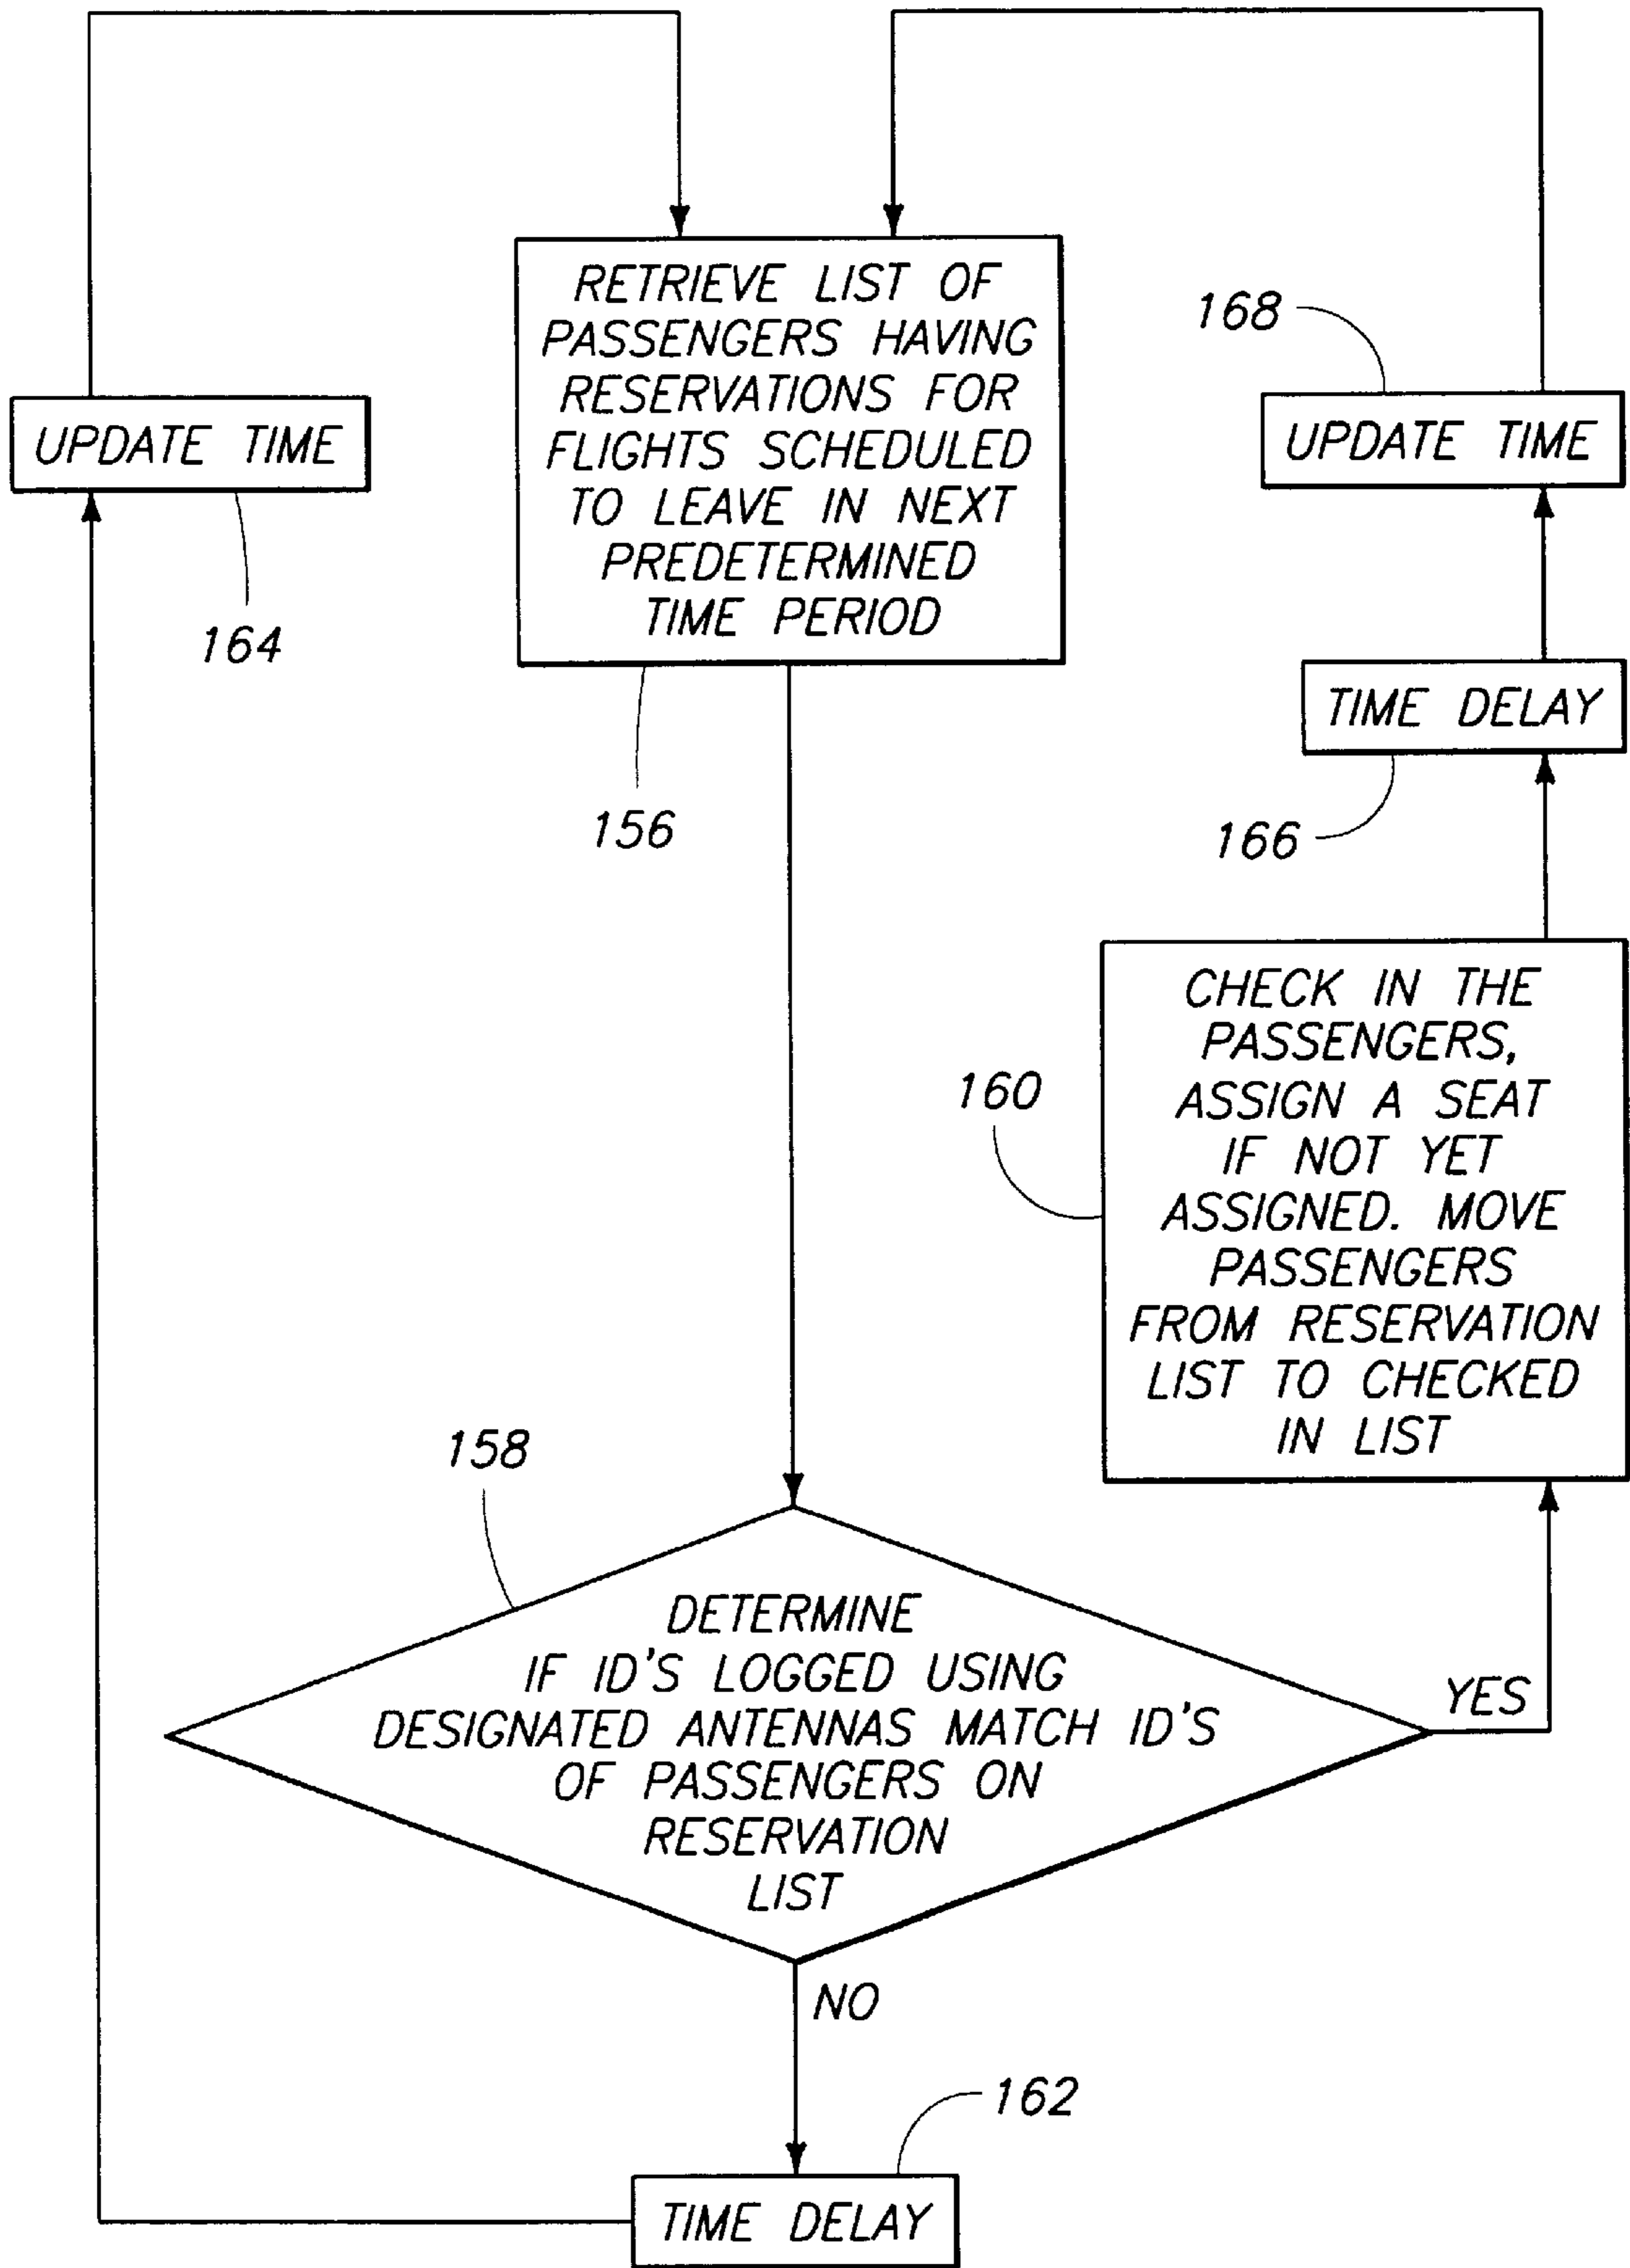 RETRIEVE LIST OF
PASSENGERS HAVING
RESERVATIONS FOR
FLIGHTS SCHEDULED
TO LEAVE IN NEXT
PREDETERMINED
TIME PERIOD
156
UPDATE TIME
164
168
UPDATE TIME
TIME DELAY
166
160
CHECK IN THE
PASSENGERS,
ASSIGN A SEAT
IF NOT YET
ASSIGNED. MOVE
PASSENGERS
FROM RESERVATION
LIST TO CHECKED
IN LIST
158
DETERMINE
IF ID'S LOGGED USING
DESIGNATED ANTENNAS MATCH ID'S
OF PASSENGERS ON
RESERVATION
LIST
YES
NO
162
TIME DELAY